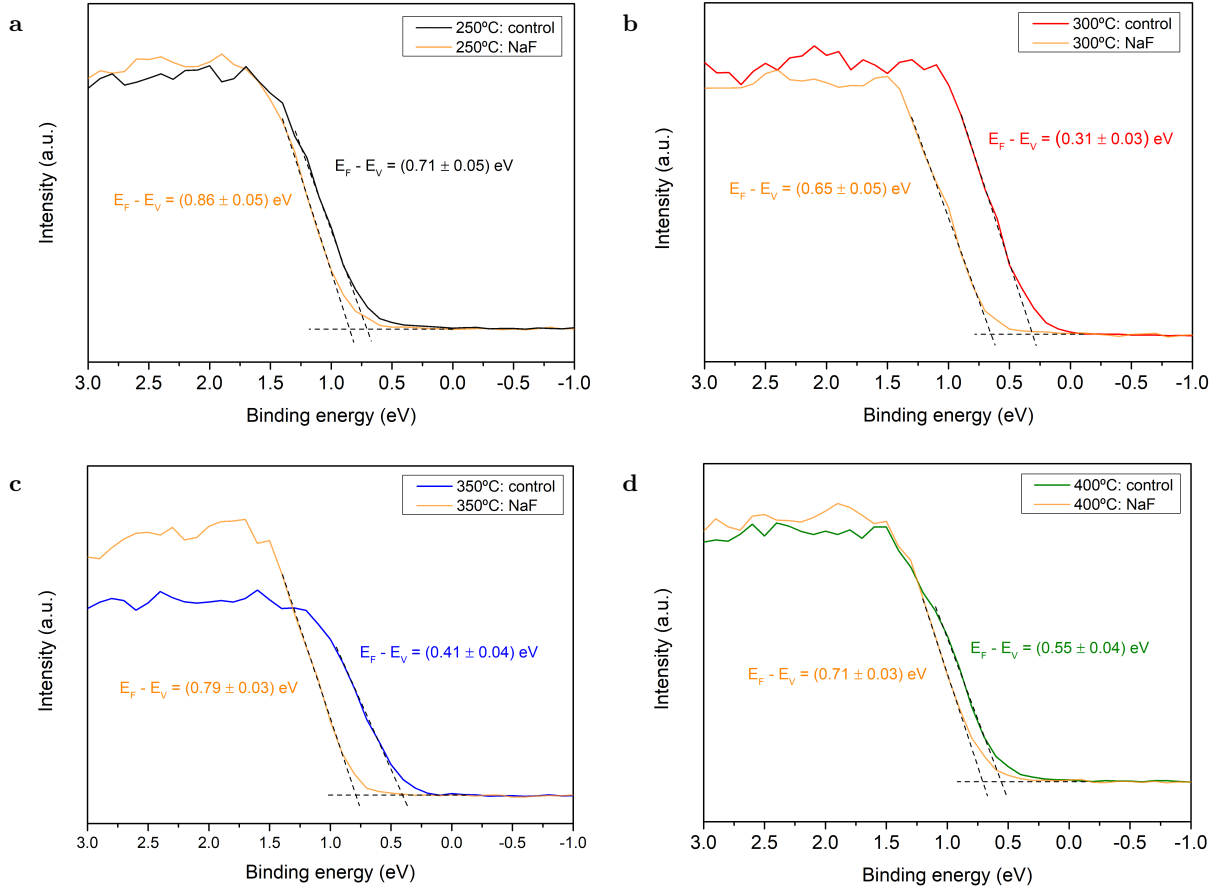 a
250ºC: control
250ºC: NaF
E_F - E_V = (0.71 ± 0.05) eV
E_F - E_V = (0.86 ± 0.05) eV
Intensity (a.u.)
3.0 2.5 2.0 1.5 1.0 0.5 0.0 -0.5 -1.0
Binding energy (eV)
b
300ºC: control
300ºC: NaF
E_F - E_V = (0.31 ± 0.03) eV
E_F - E_V = (0.65 ± 0.05) eV
Intensity (a.u.)
3.0 2.5 2.0 1.5 1.0 0.5 0.0 -0.5 -1.0
Binding energy (eV)
c
350ºC: control
350ºC: NaF
E_F - E_V = (0.41 ± 0.04) eV
E_F - E_V = (0.79 ± 0.03) eV
Intensity (a.u.)
3.0 2.5 2.0 1.5 1.0 0.5 0.0 -0.5 -1.0
Binding energy (eV)
d
400ºC: control
400ºC: NaF
E_F - E_V = (0.55 ± 0.04) eV
E_F - E_V = (0.71 ± 0.03) eV
Intensity (a.u.)
3.0 2.5 2.0 1.5 1.0 0.5 0.0 -0.5 -1.0
Binding energy (eV)